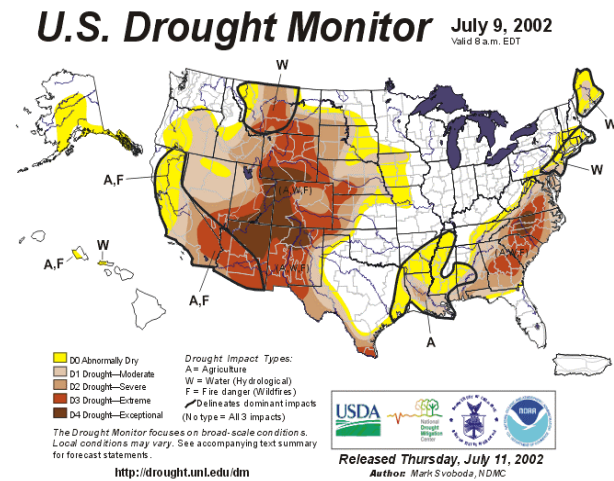 U.S. Drought Monitor
July 9, 2002
Valid 8 a.m. EDT
W
A,F
(A,W,F)
W
W
W
A,F
A,F
(A,W,F)
(A,W,F)
A
D0 Abnormally Dry
D1 Drought—Moderate
D2 Drought—Severe
D3 Drought—Extreme
D4 Drought—Exceptional
Drought Impact Types:
A = Agriculture
W = Water (Hydrological)
F = Fire danger (Wildfires)
Delineates dominant impacts
(No type = All 3 impacts)
The Drought Monitor focuses on broad-scale conditions.
Local conditions may vary. See accompanying text summary
for forecast statements.
http://drought.unl.edu/dm
USDA
National
Drought
Mitigation
Center
NOAA
Released Thursday, July 11, 2002
Author: Mark Svoboda, NDMC